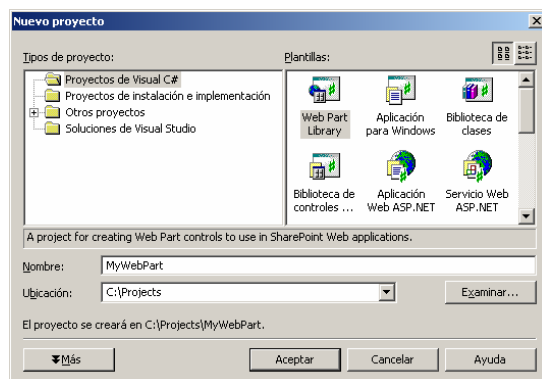 Nuevo proyecto
Tipos de proyecto:
Plantillas:
Proyectos de Visual C#
Proyectos de instalación e implementación
Otros proyectos
Soluciones de Visual Studio
Web Part Library
Aplicación para Windows
Biblioteca de clases
Biblioteca de controles ...
Aplicación Web ASP.NET
Servicio Web ASP.NET
A project for creating Web Part controls to use in SharePoint Web applications.
Nombre:
MyWebPart
Ubicación:
C:\Projects
Examinar...
El proyecto se creará en C:\Projects\MyWebPart.
Más
Aceptar
Cancelar
Ayuda